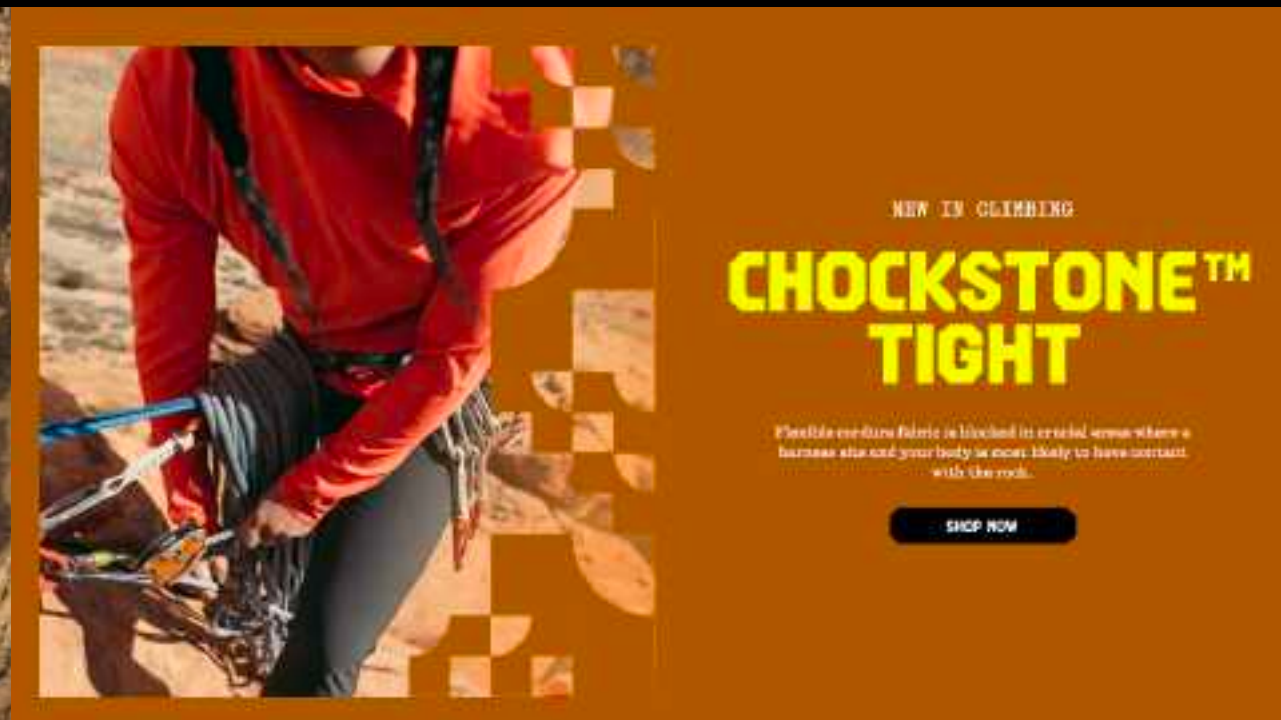 NEW IN CLIMBING
CHOCKSTONE™
TIGHT
Flexible cordura fabric is blocked in crucial areas where a
harness sits and your body is most likely to have contact
with the rock.
SHOP NOW